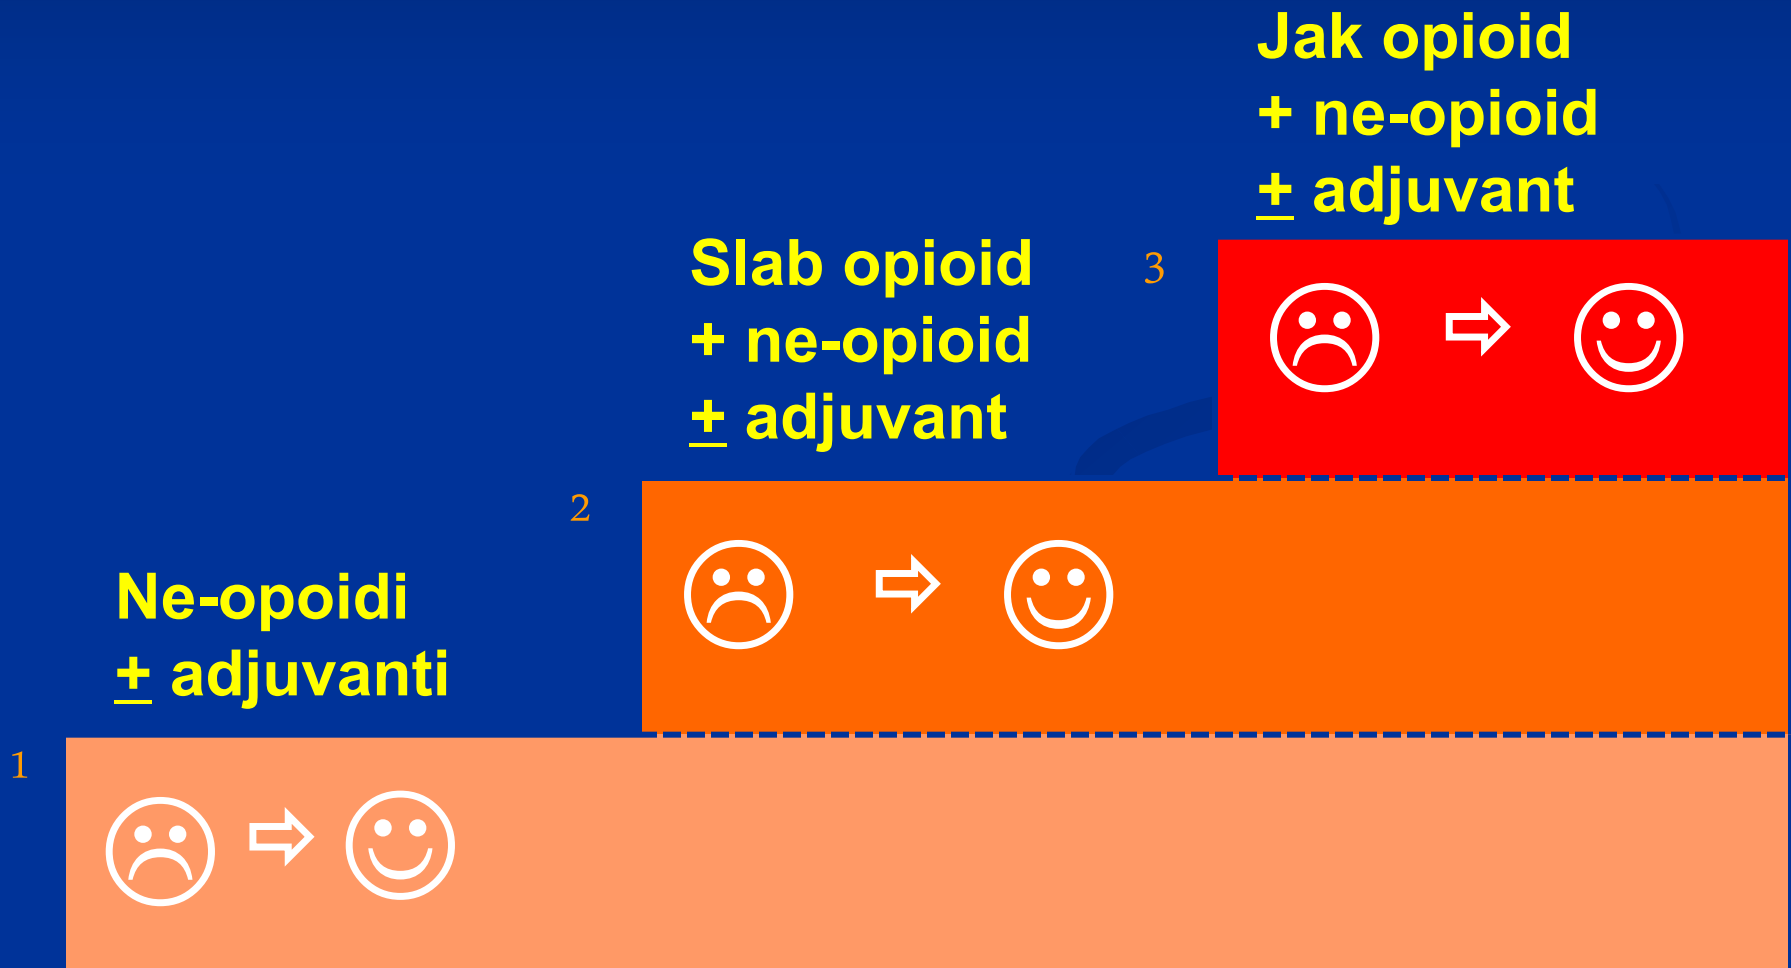 Jak opioid
+ ne-opioid
+ adjuvant
3
Slab opioid
+ ne-opioid
+ adjuvant
2
Ne-opoidi
+ adjuvanti
1